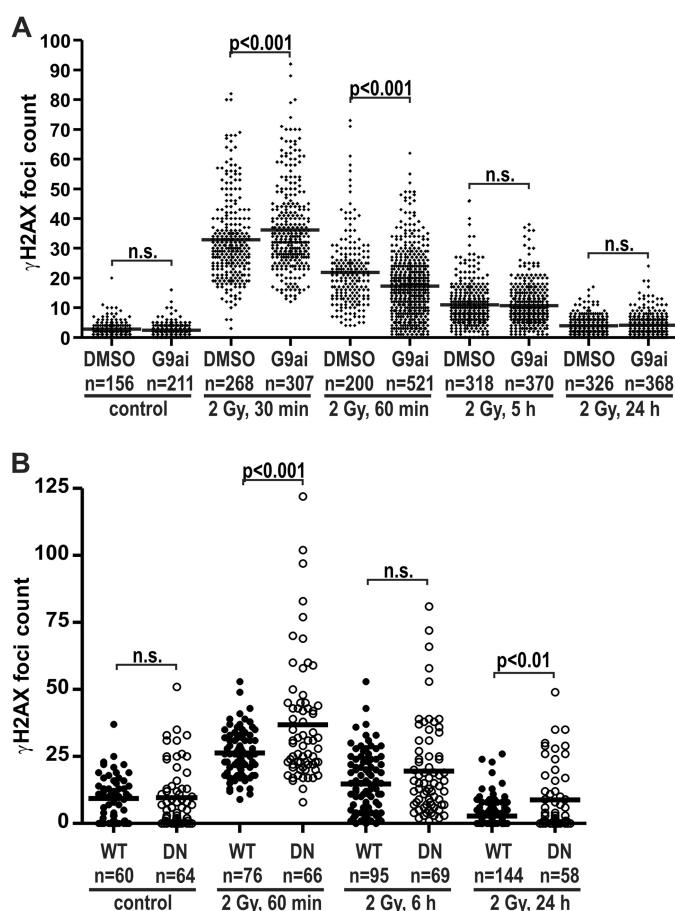 A
γH2AX foci count
100
90
80
70
60
50
40
30
20
10
0
p<0.001
p<0.001
n.s.
n.s.
n.s.
DMSO G9ai DMSO G9ai DMSO G9ai DMSO G9ai DMSO G9ai
n=156 n=211 n=268 n=307 n=200 n=521 n=318 n=370 n=326 n=368
control 2 Gy, 30 min 2 Gy, 60 min 2 Gy, 5 h 2 Gy, 24 h
B
γH2AX foci count
125
100
75
50
25
0
p<0.001
n.s.
n.s.
p<0.01
WT DN WT DN WT DN WT DN
n=60 n=64 n=76 n=66 n=95 n=69 n=144 n=58
control 2 Gy, 60 min 2 Gy, 6 h 2 Gy, 24 h